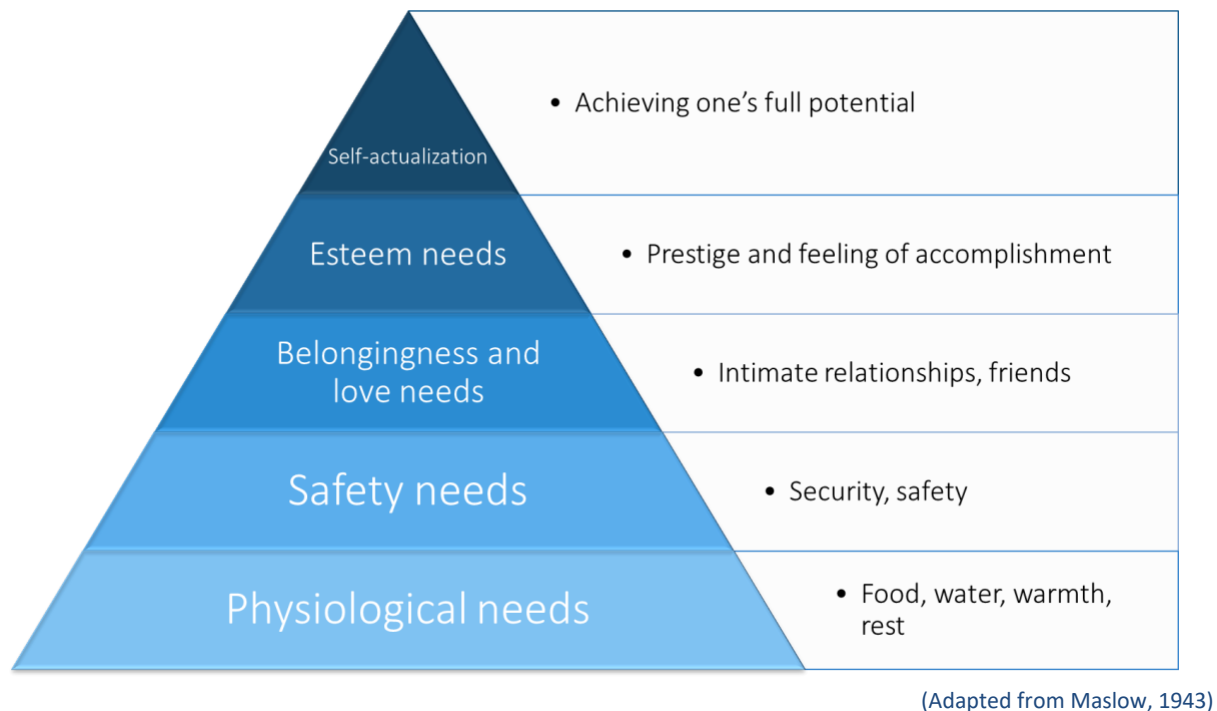 • Achieving one’s full potential
Self-actualization
Esteem needs
• Prestige and feeling of accomplishment
Belongingness and
love needs
• Intimate relationships, friends
Safety needs
• Security, safety
Physiological needs
• Food, water, warmth,
rest
(Adapted from Maslow, 1943)